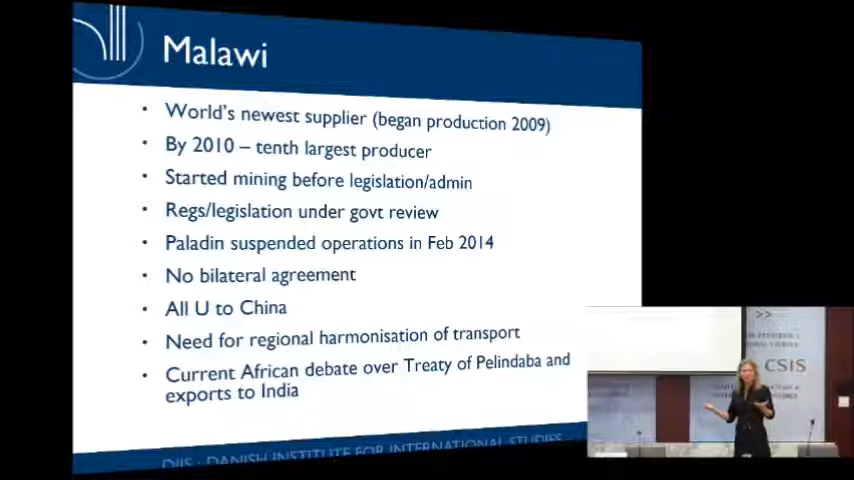 Malawi
• World's newest supplier (began production 2009)
• By 2010 – tenth largest producer
• Started mining before legislation/admin
• Regs/legislation under govt review
• Paladin suspended operations in Feb 2014
• No bilateral agreement
• All U to China
• Need for regional harmonisation of transport
• Current African debate over Treaty of Pelindaba and
exports to India
DIIS · DANISH INSTITUTE FOR INTERNATIONAL STUDIES
>>
CSIS